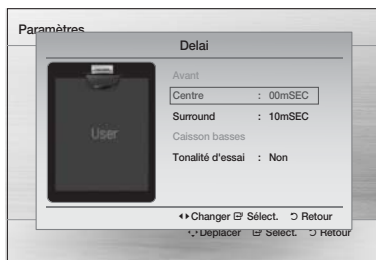 Paramètres
Delai
Avant
Centre : 00mSEC
Surround : 10mSEC
Caisson basses
Tonalité d'essai : Non
User
Changer Sélect. Retour
Déplacer Sélect. Retour